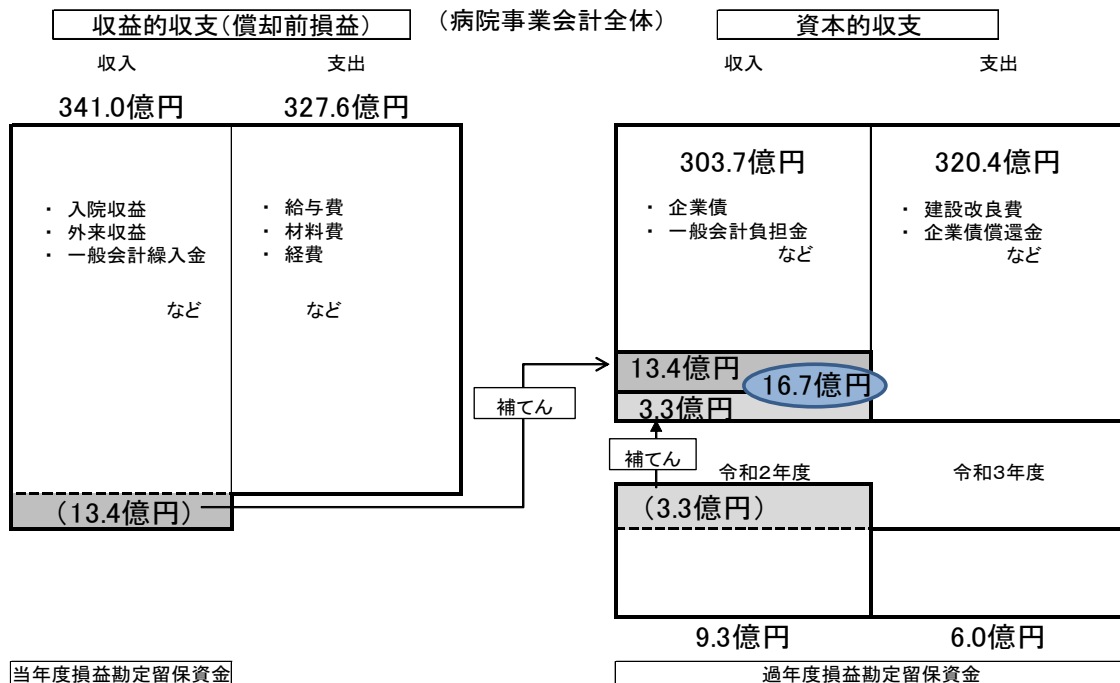 収益的収支(償却前損益)
(病院事業会計全体)
資本的収支
収入
支出
収入
支出
341.0億円
327.6億円
303.7億円
320.4億円
・ 入院収益
・ 外来収益
・ 一般会計繰入金
など
・ 給与費
・ 材料費
・ 経費
など
・ 企業債
・ 一般会計負担金
など
・ 建設改良費
・ 企業債償還金
など
13.4億円
16.7億円
3.3億円
補てん
補てん
令和2年度
令和3年度
(13.4億円)
(3.3億円)
9.3億円
6.0億円
当年度損益勘定留保資金
過年度損益勘定留保資金